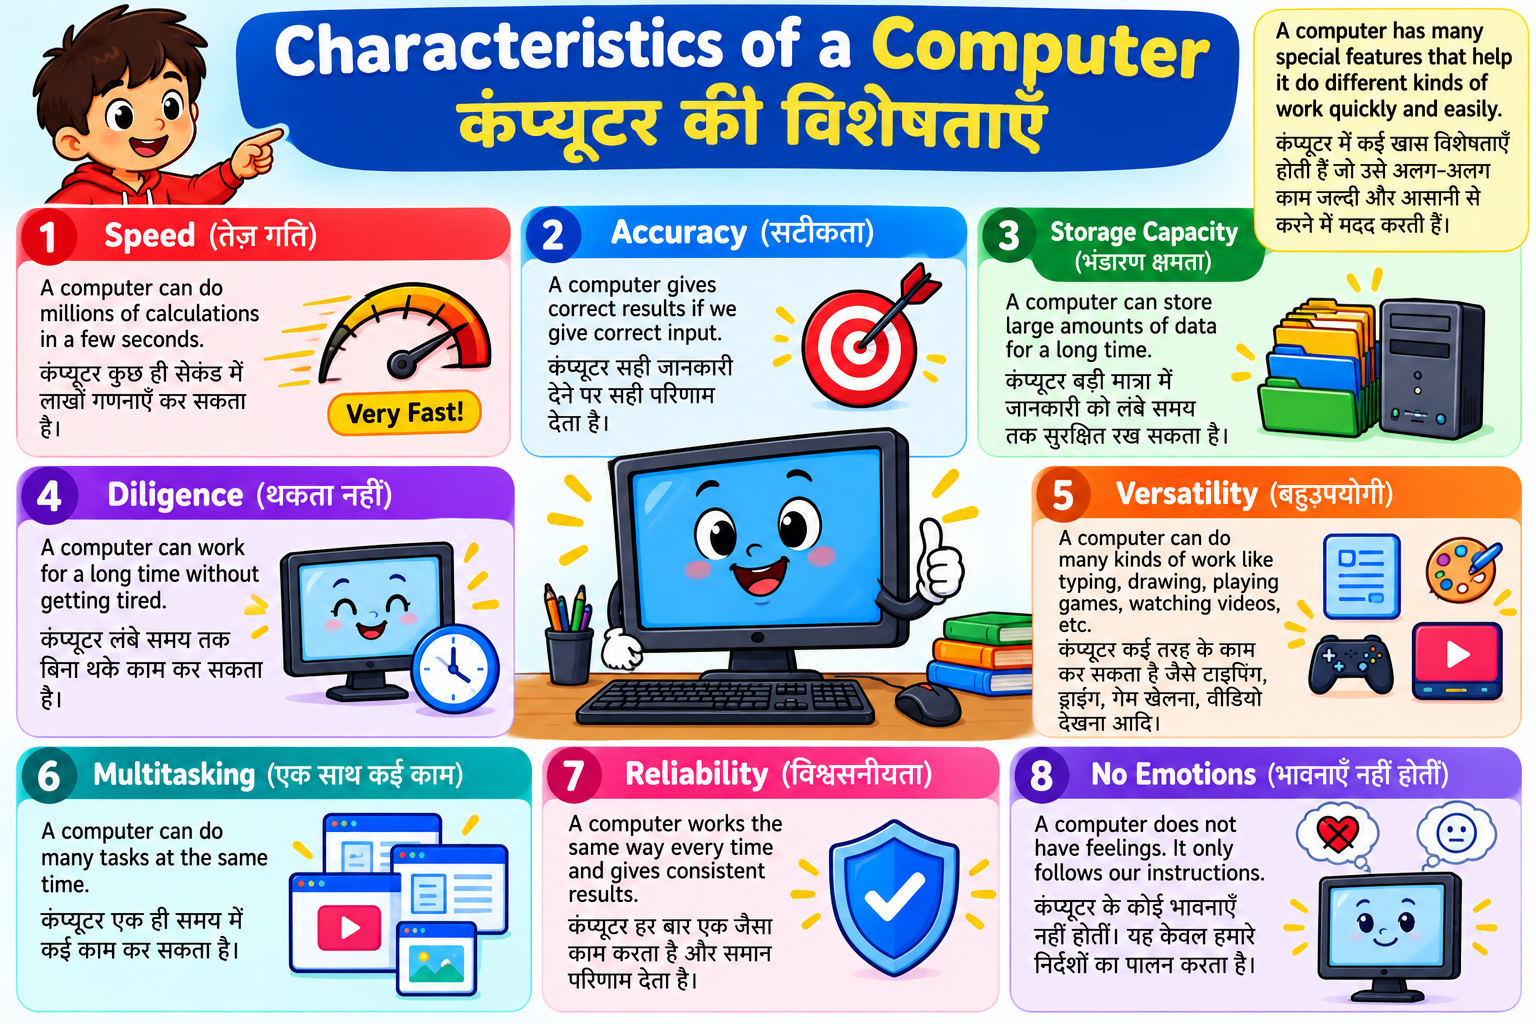 Characteristics of a Computer
कंप्यूटर की विशेषताएँ
A computer has many
special features that help
it do different kinds of
work quickly and easily.
कंप्यूटर में कई खास विशेषताएँ
होती हैं जो उसे अलग-अलग
काम जल्दी और आसानी से
करने में मदद करती हैं।
1 Speed (तेज़ गति)
A computer can do
millions of calculations
in a few seconds.
कंप्यूटर कुछ ही सेकंड में
लाखों गणनाएँ कर सकता
है।
Very Fast!
2 Accuracy (सटीकता)
A computer gives
correct results if we
give correct input.
कंप्यूटर सही जानकारी
देने पर सही परिणाम
देता है।
3 Storage Capacity
(भंडारण क्षमता)
A computer can store
large amounts of data
for a long time.
कंप्यूटर बड़ी मात्रा में
जानकारी को लंबे समय
तक सुरक्षित रख सकता है।
4 Diligence (थकता नहीं)
A computer can work
for a long time without
getting tired.
कंप्यूटर लंबे समय तक
बिना थके काम कर सकता
है।
5 Versatility (बहुउपयोगी)
A computer can do
many kinds of work like
typing, drawing, playing
games, watching videos,
etc.
कंप्यूटर कई तरह के काम
कर सकता है जैसे टाइपिंग,
ड्राईंग, गेम खेलना, वीडियो
देखना आदि।
6 Multitasking (एक साथ कई काम)
A computer can do
many tasks at the same
time.
कंप्यूटर एक ही समय में
कई काम कर सकता है।
7 Reliability (विश्वसनीयता)
A computer works the
same way every time
and gives consistent
results.
कंप्यूटर हर बार एक जैसा
काम करता है और समान
परिणाम देता है।
8 No Emotions (भावनाएँ नहीं होतीं)
A computer does not
have feelings. It only
follows our instructions.
कंप्यूटर के कोई भावनाएँ
नहीं होतीं। यह केवल हमारे
निर्देशों का पालन करता है।